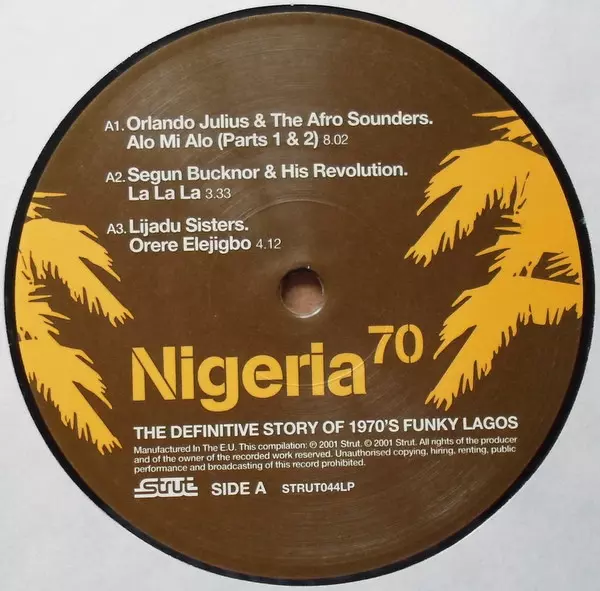 A1. Orlando Julius & The Afro Sounders.
Alo Mi Alo (Parts 1 & 2) 8.02
A2. Segun Bucknor & His Revolution.
La La La 3.33
A3. Lijadu Sisters.
Orere Elejigbo 4.12
Nigeria 70
THE DEFINITIVE STORY OF 1970'S FUNKY LAGOS
Manufactured In The E.U. This compilation: ℗ 2001 Strut. © 2001 Strut. All rights of the producer
and of the owner of the recorded work reserved. Unauthorised copying, hiring, renting, public
performance and broadcasting of this record prohibited.
Strut SIDE A STRUT044LP